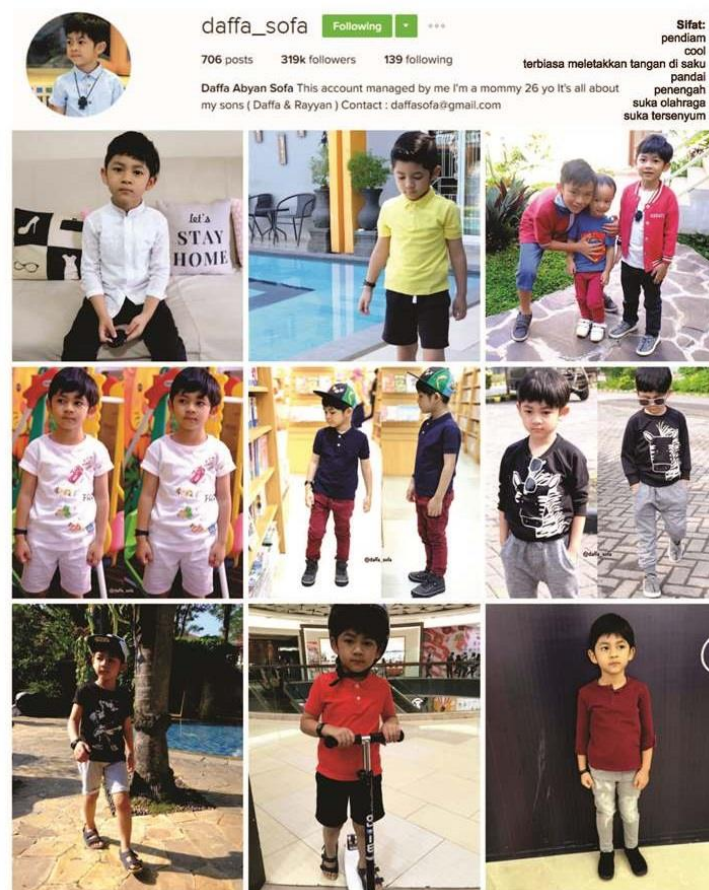 daffa_sofa Following
706 posts 319k followers 139 following
Daffa Abyan Sofa This account managed by me I'm a mommy 26 yo It's all about
my sons ( Daffa & Rayyan ) Contact : daffasofa@gmail.com
Sifat:
pendiam
cool
terbiasa meletakkan tangan di saku
pandai
penengah
suka olahraga
suka tersenyum
let's
STAY
HOME
@daffa_sofa
@daffa_sofa
@daffa_sofa